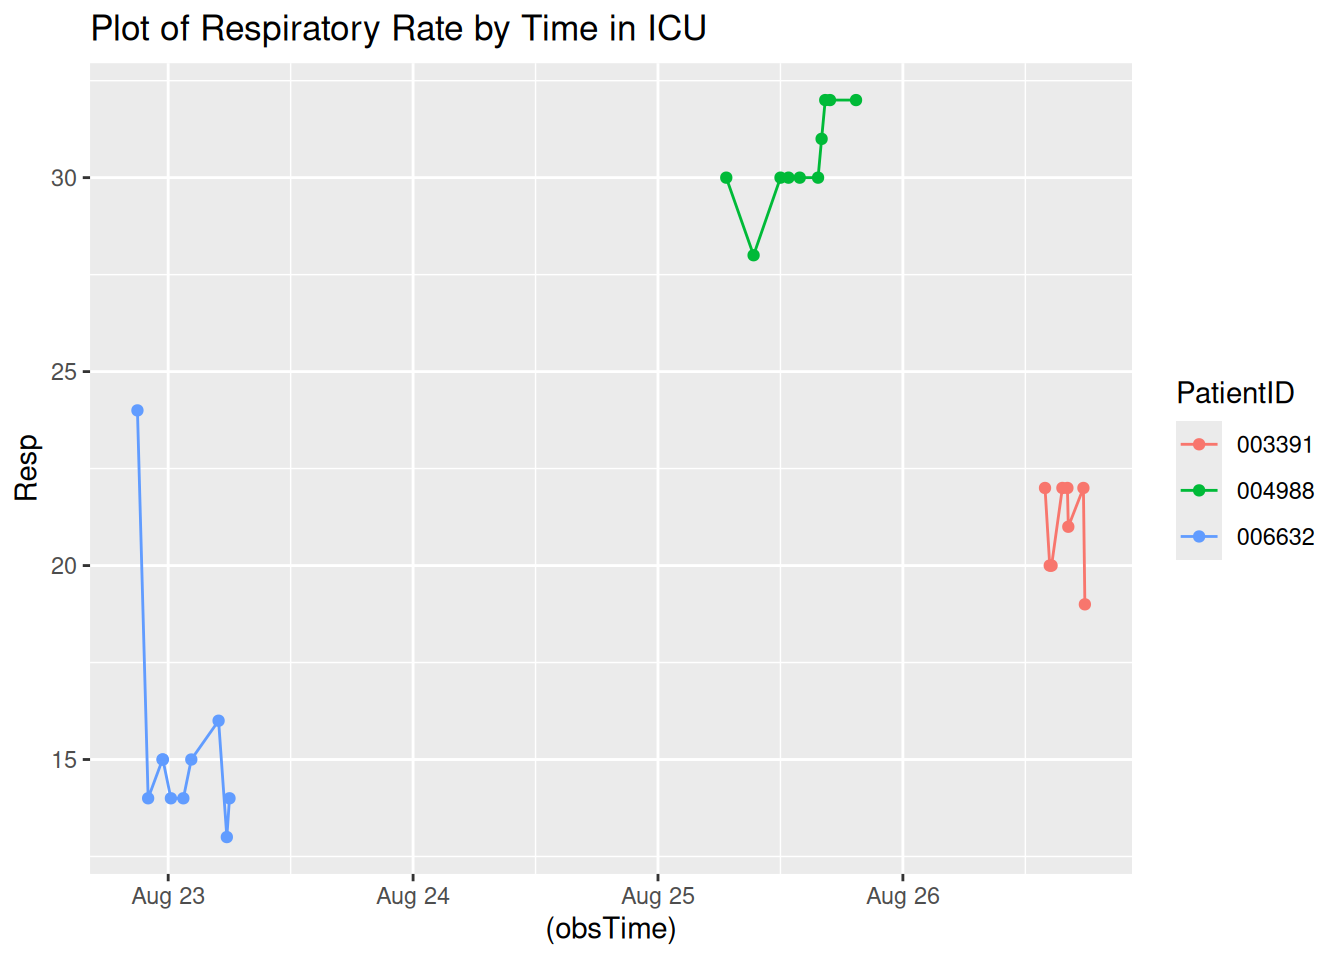 Plot of Respiratory Rate by Time in ICU
30
25
20
15
Resp
Aug 23
Aug 24
Aug 25
Aug 26
(obsTime)
PatientID
003391
004988
006632